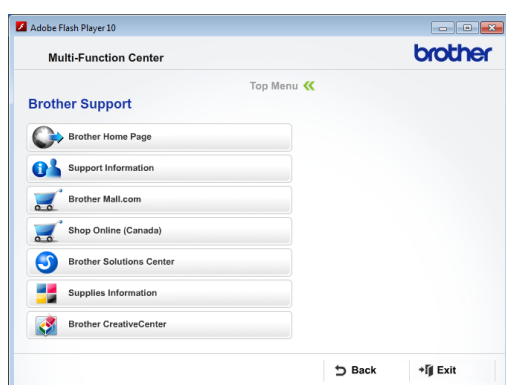 Adobe Flash Player 10
Multi-Function Center
brother
Top Menu
Brother Support
Brother Home Page
Support Information
Brother Mall.com
Shop Online (Canada)
Brother Solutions Center
Supplies Information
Brother CreativeCenter
Back
Exit